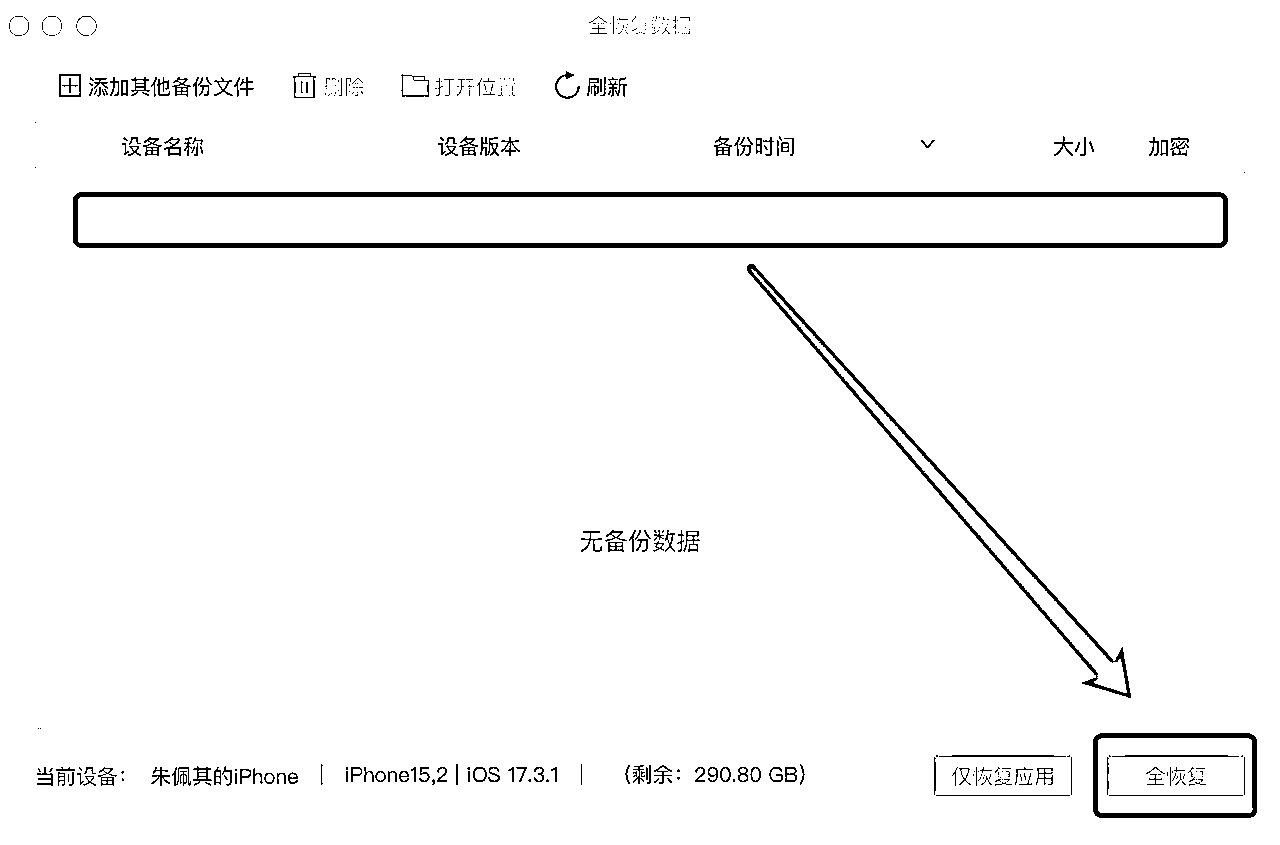 全恢复数据
添加其他备份文件 删除 打开位置 刷新
设备名称 设备版本 备份时间 大小 加密
无备份数据
当前设备： 朱佩其的iPhone | iPhone15,2 | iOS 17.3.1 | （剩余：290.80 GB） 仅恢复应用 全恢复